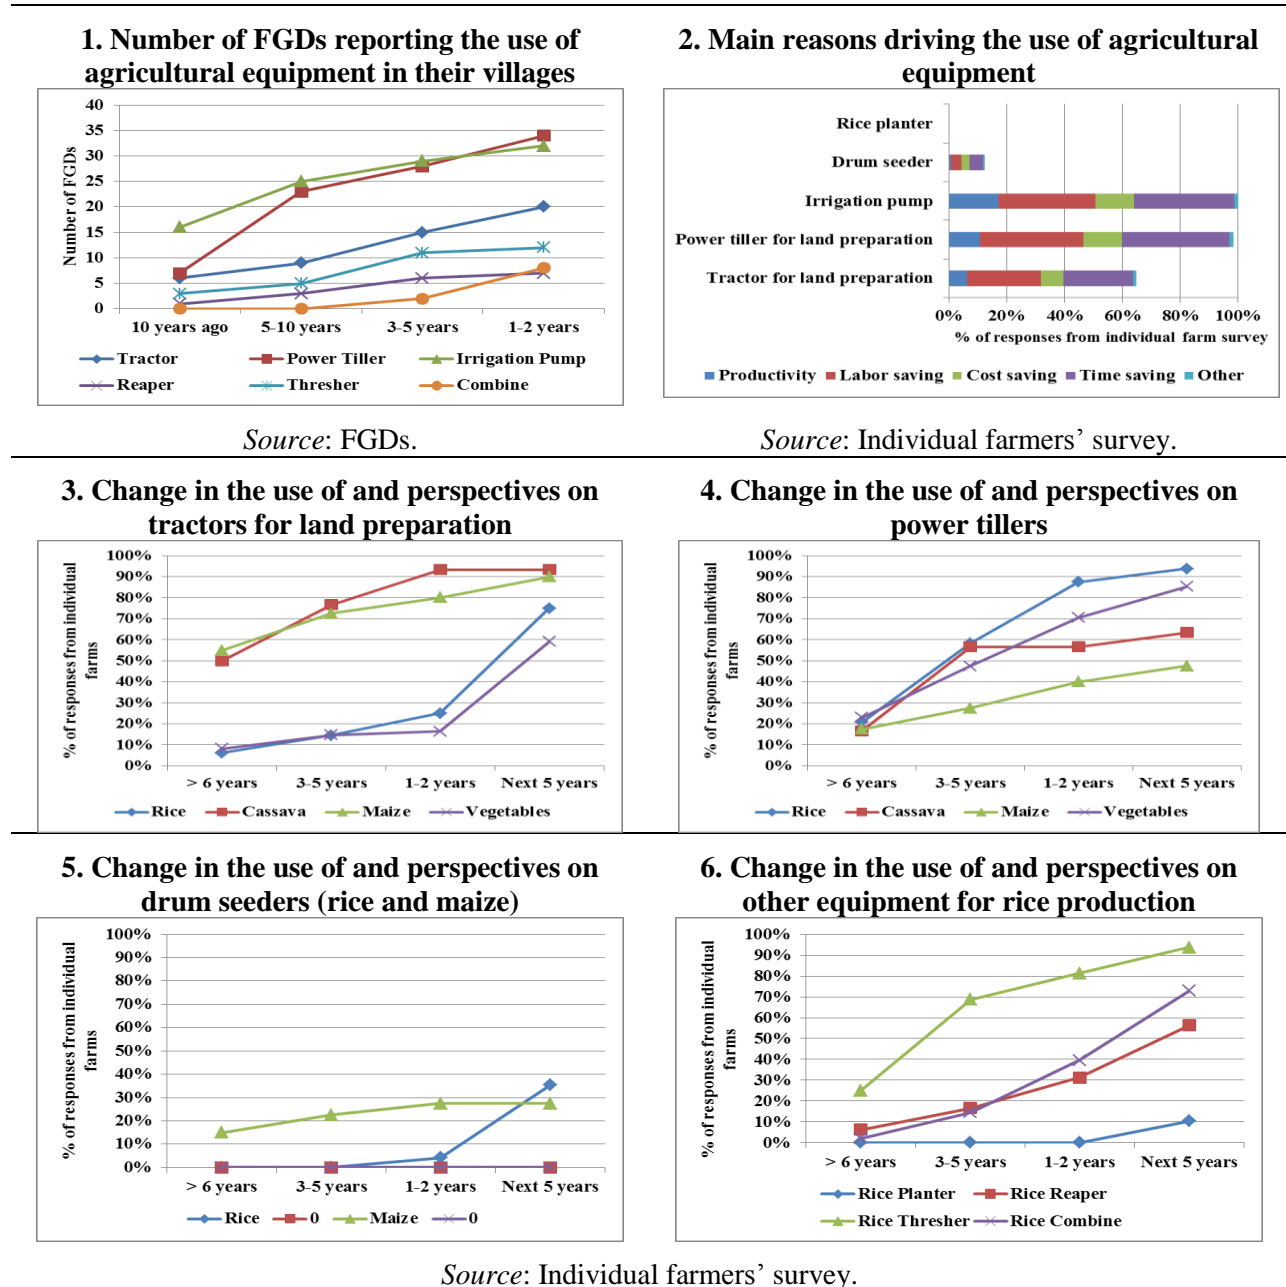 1. Number of FGDs reporting the use of
agricultural equipment in their villages
40
35
30
25
20
15
10
5
0
Number of FGDs
10 years ago 5-10 years 3-5 years 1-2 years
Tractor Power Tiller Irrigation Pump
Reaper Thresher Combine
Source: FGDs.
2. Main reasons driving the use of agricultural
equipment
Rice planter
Drum seeder
Irrigation pump
Power tiller for land preparation
Tractor for land preparation
0% 20% 40% 60% 80% 100%
% of responses from individual farm survey
Productivity Labor saving Cost saving Time saving Other
Source: Individual farmers’ survey.
3. Change in the use of and perspectives on
tractors for land preparation
100%
90%
80%
70%
60%
50%
40%
30%
20%
10%
0%
% of responses from individual
farms
> 6 years 3-5 years 1-2 years Next 5 years
Rice Cassava Maize Vegetables
4. Change in the use of and perspectives on
power tillers
100%
90%
80%
70%
60%
50%
40%
30%
20%
10%
0%
% of responses from individual
farms
> 6 years 3-5 years 1-2 years Next 5 years
Rice Cassava Maize Vegetables
5. Change in the use of and perspectives on
drum seeders (rice and maize)
100%
90%
80%
70%
60%
50%
40%
30%
20%
10%
0%
% of responses from individual
farms
> 6 years 3-5 years 1-2 years Next 5 years
Rice 0 Maize 0
6. Change in the use of and perspectives on
other equipment for rice production
100%
90%
80%
70%
60%
50%
40%
30%
20%
10%
0%
% of responses from individual
farms
> 6 years 3-5 years 1-2 years Next 5 years
Rice Planter Rice Reaper
Rice Thresher Rice Combine
Source: Individual farmers’ survey.